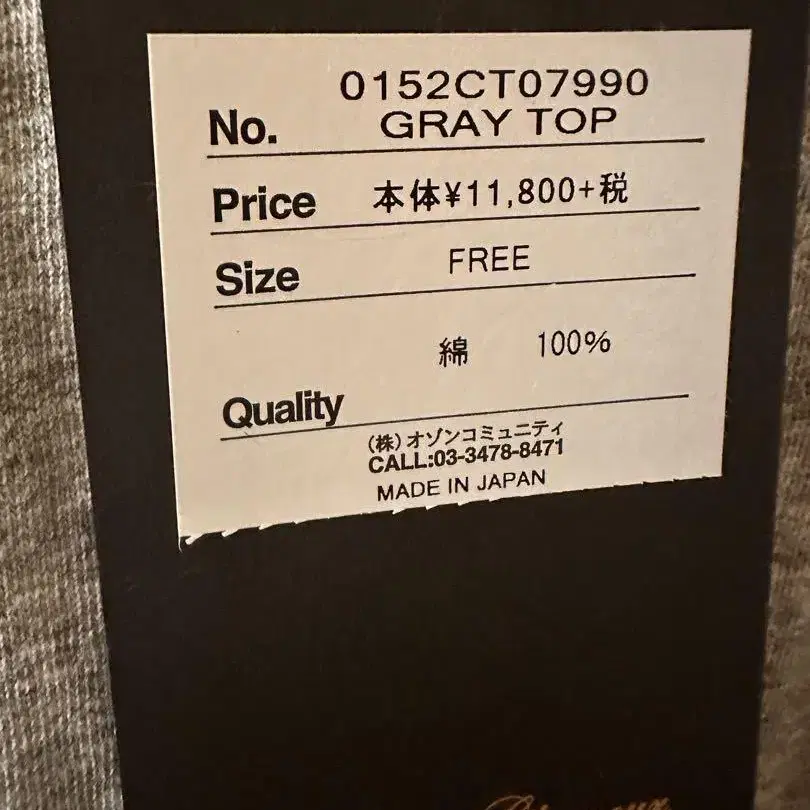 0152CT07990
No. GRAY TOP
Price 本体¥11,800+税
Size FREE
綿 100%
Quality
(株)オゾンコミュニティ
CALL:03-3478-8471
MADE IN JAPAN